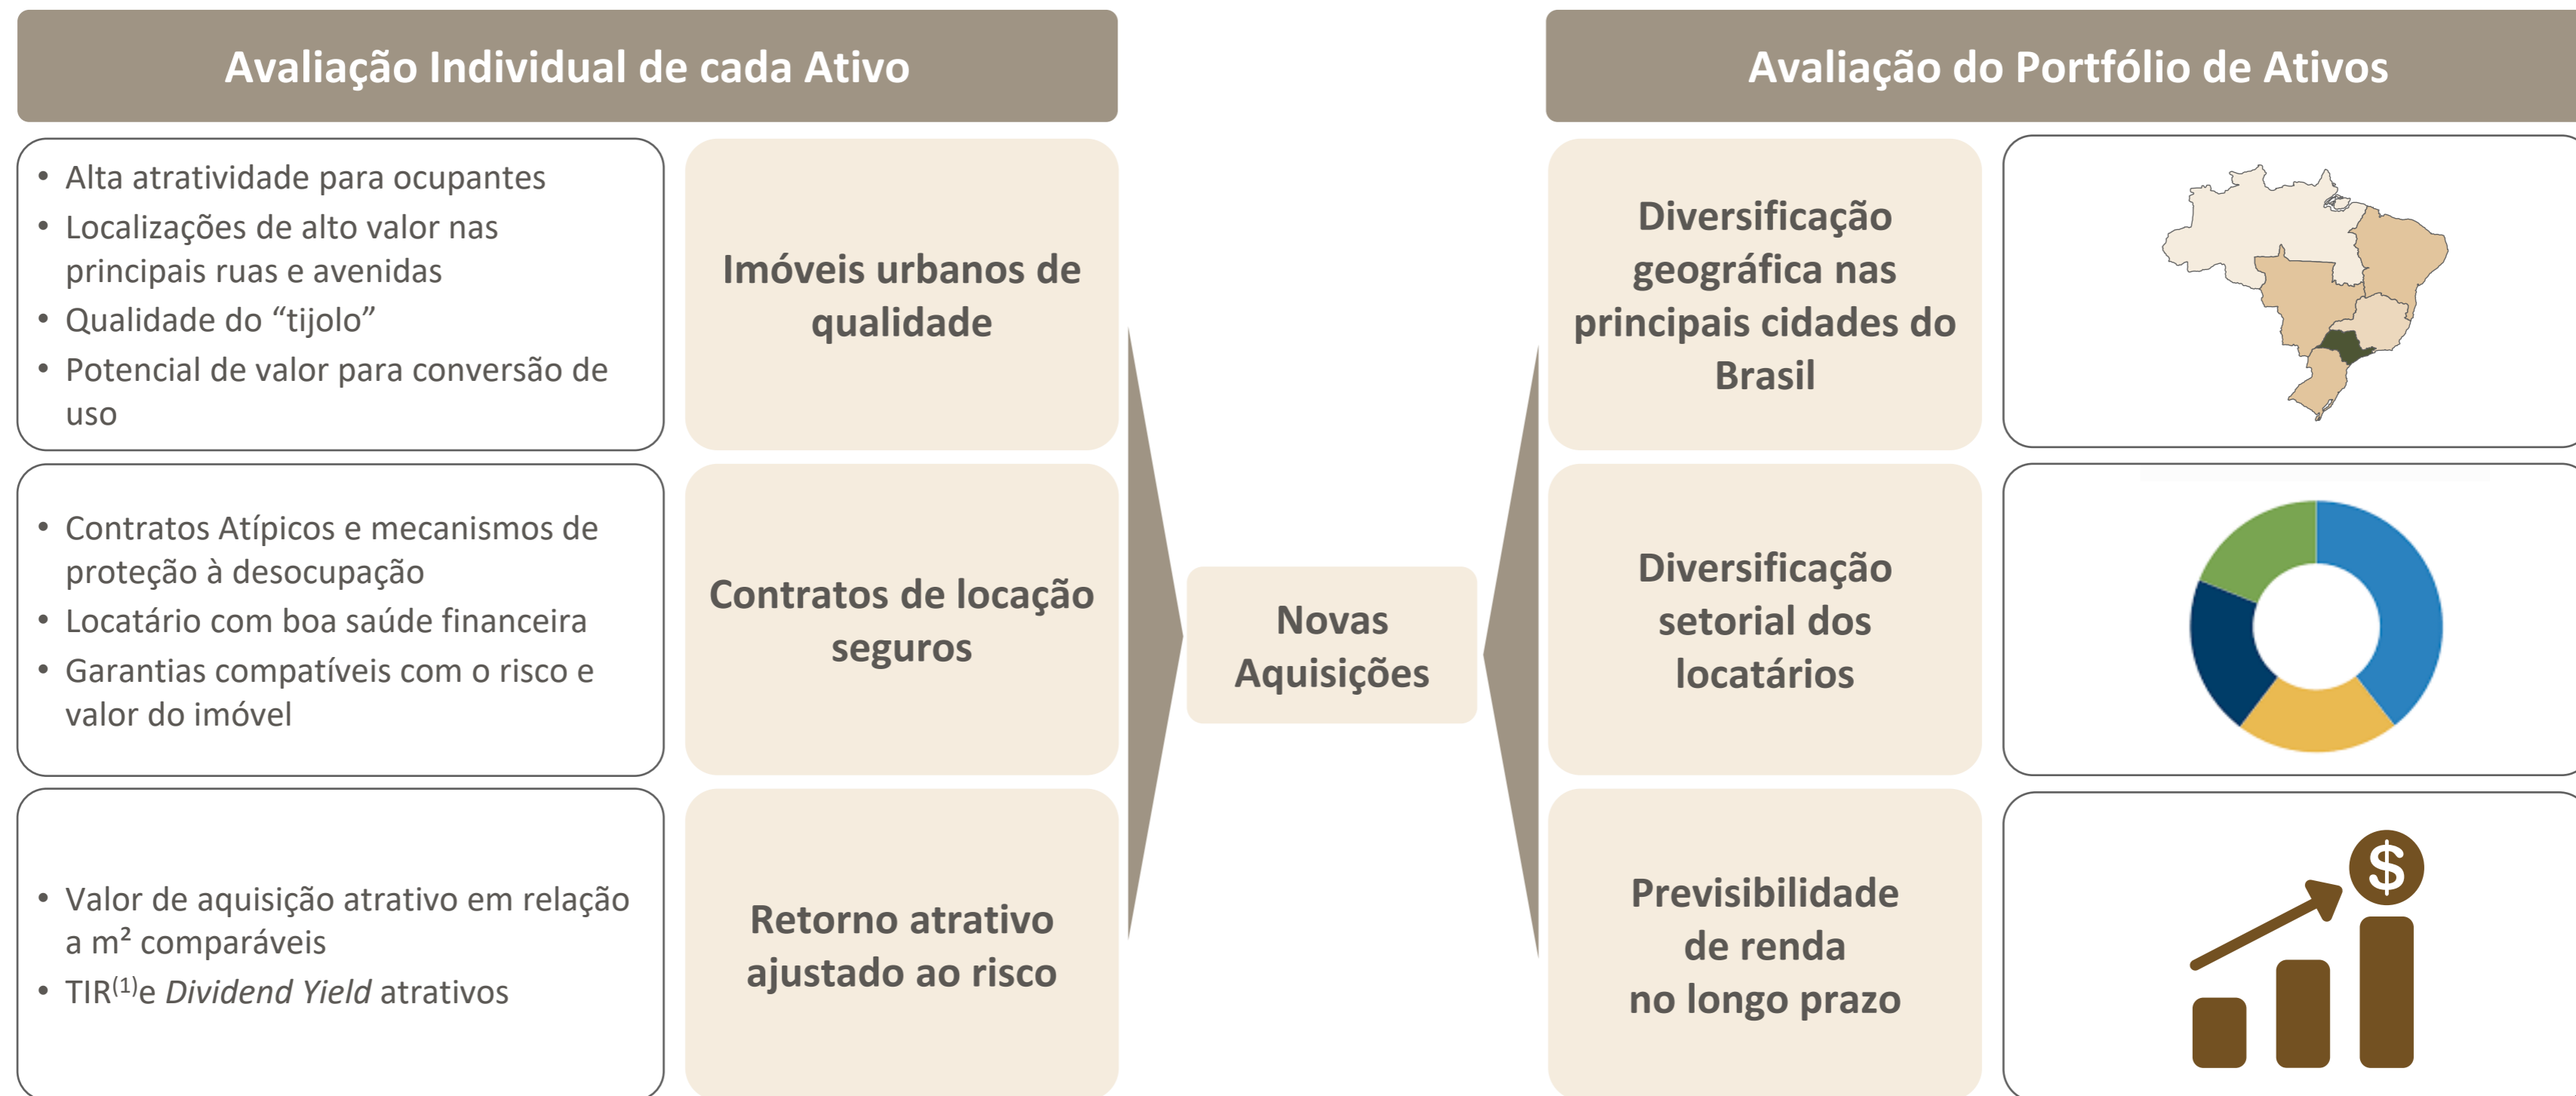 Avaliação Individual de cada Ativo
• Alta atratividade para ocupantes
• Localizações de alto valor nas
principais ruas e avenidas
• Qualidade do “tijolo”
• Potencial de valor para conversão de
uso
Imóveis urbanos de
qualidade
• Contratos Atípicos e mecanismos de
proteção à desocupação
• Locatário com boa saúde financeira
• Garantias compatíveis com o risco e
valor do imóvel
Contratos de locação
seguros
• Valor de aquisição atrativo em relação
a m² comparáveis
• TIR⁽¹⁾e Dividend Yield atrativos
Retorno atrativo
ajustado ao risco
Novas
Aquisições
Avaliação do Portfólio de Ativos
Diversificação
geográfica nas
principais cidades do
Brasil
Diversificação
setorial dos
locatários
Previsibilidade
de renda
no longo prazo
$